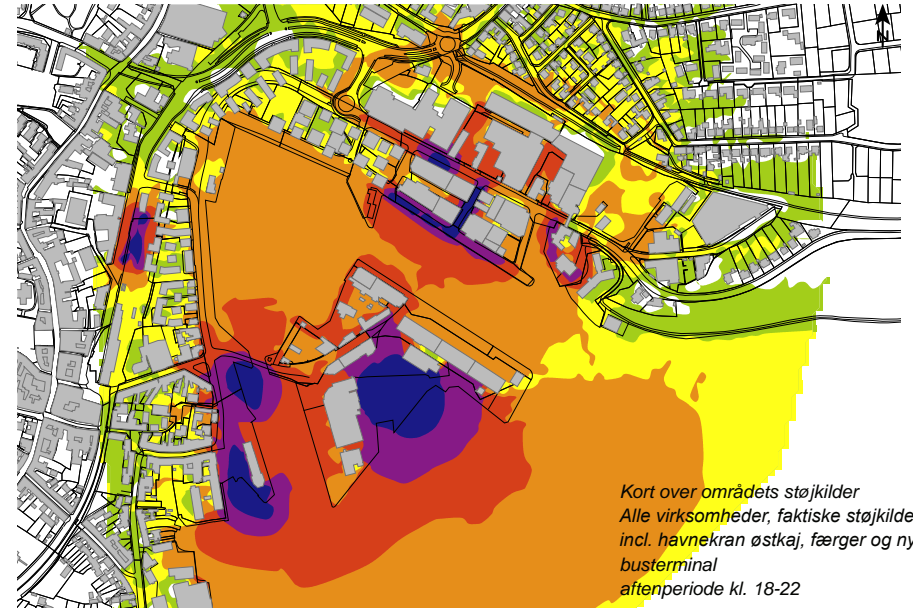 Kort over områdets støjkilder
Alle virksomheder, faktiske støjkilde
incl. havnekran østkaj, færger og ny
busterminal
aftenperiode kl. 18-22